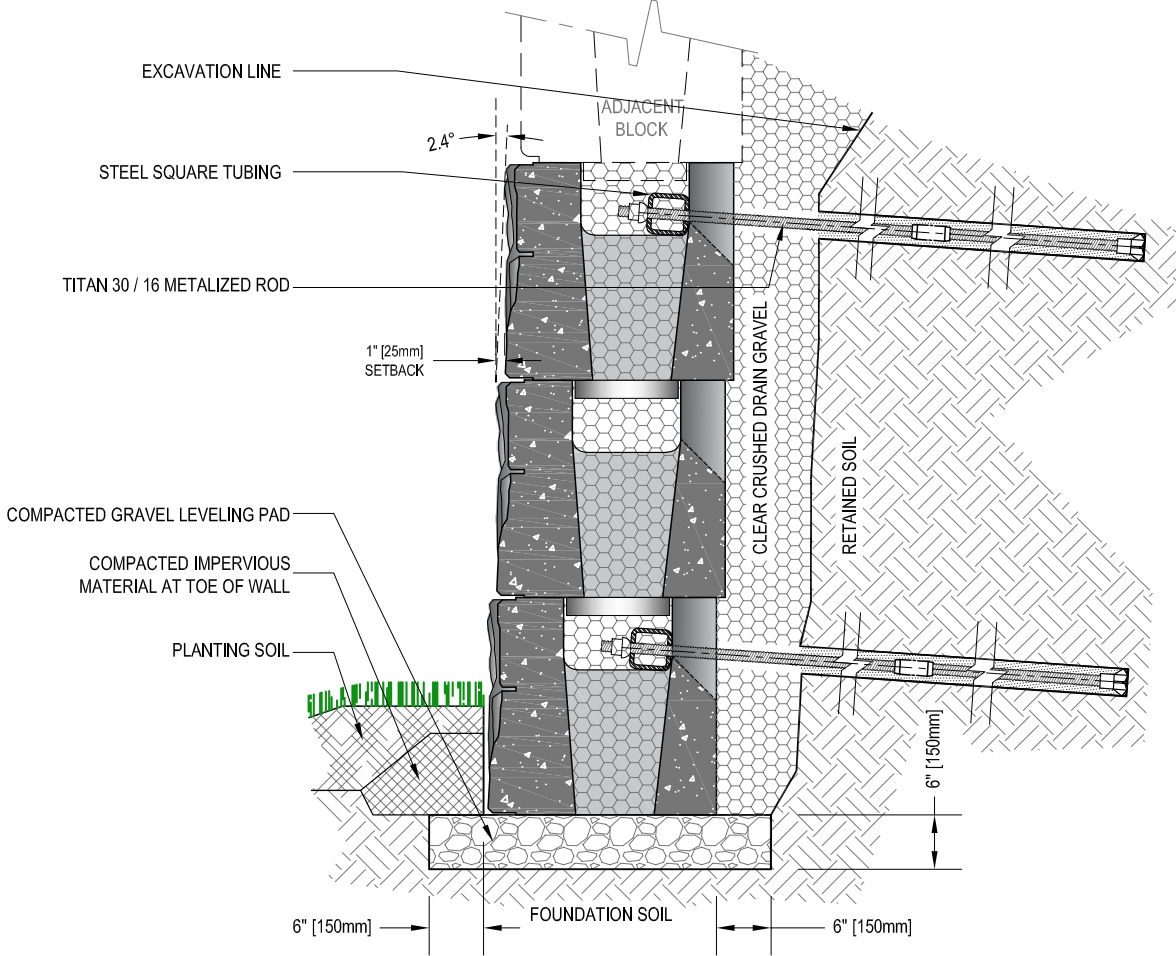 EXCAVATION LINE
ADJACENT
BLOCK
2.4°
STEEL SQUARE TUBING
TITAN 30 / 16 METALIZED ROD
1" [25mm]
SETBACK
CLEAR CRUSHED DRAIN GRAVEL
RETAINED SOIL
COMPACTED GRAVEL LEVELING PAD
COMPACTED IMPERVIOUS
MATERIAL AT TOE OF WALL
PLANTING SOIL
6" [150mm]
FOUNDATION SOIL
6" [150mm]
6" [150mm]